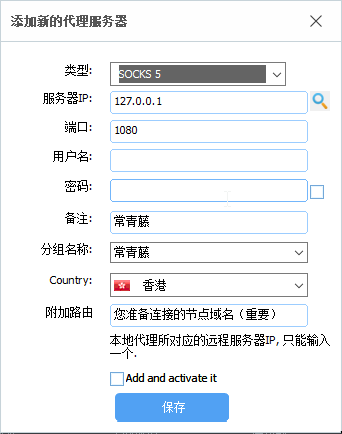 添加新的代理服务器
类型: SOCKS 5
服务器IP: 127.0.0.1
端口: 1080
用户名:
密码:
备注: 常青藤
分组名称: 常青藤
Country: 香港
附加路由 您准备连接的节点域名（重要）
本地代理所对应的远程服务器IP, 只能输入
一个.
Add and activate it
保存